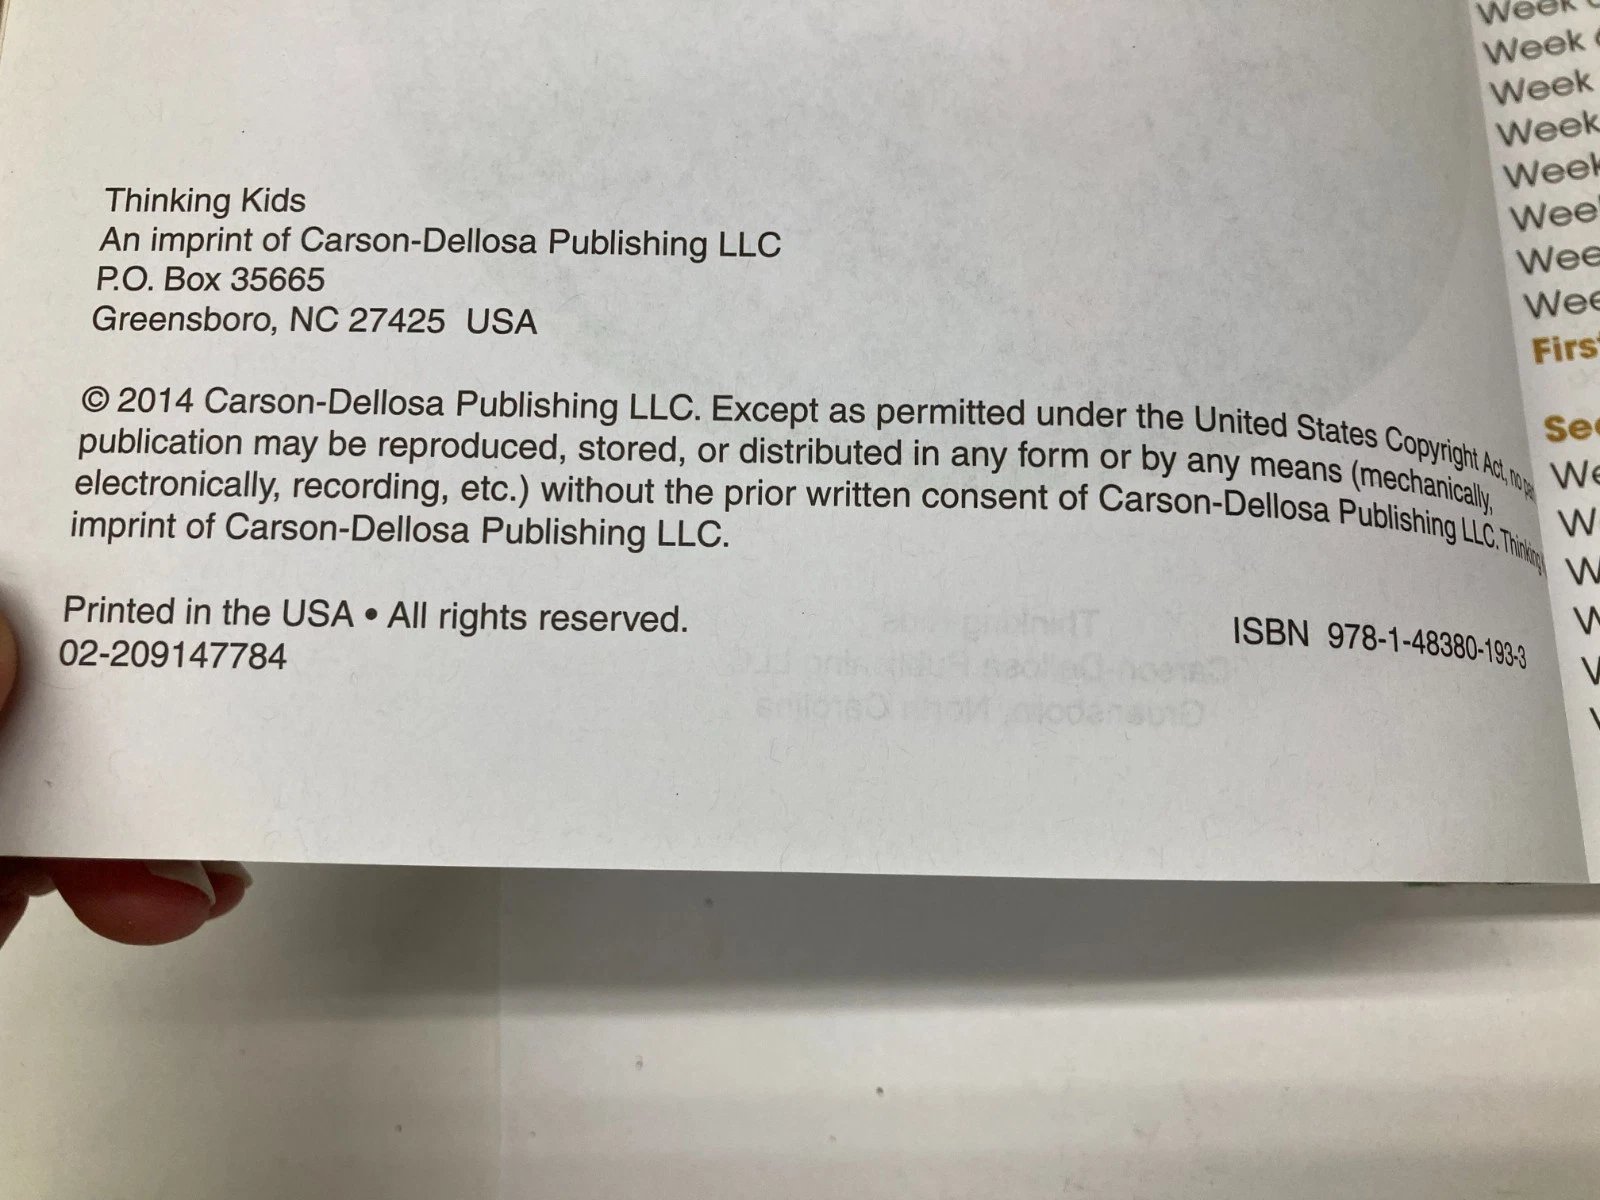 Thinking Kids
An imprint of Carson-Dellosa Publishing LLC
P.O. Box 35665
Greensboro, NC 27425 USA
© 2014 Carson-Dellosa Publishing LLC. Except as permitted under the United States Copyright Act, no
publication may be reproduced, stored, or distributed in any form or by any means (mechanically,
electronically, recording, etc.) without the prior written consent of Carson-Dellosa Publishing LLC. Thinking
imprint of Carson-Dellosa Publishing LLC.
Printed in the USA • All rights reserved.
02-209147784
ISBN 978-1-48380-193-3
Week
Week
Week
Week
Week